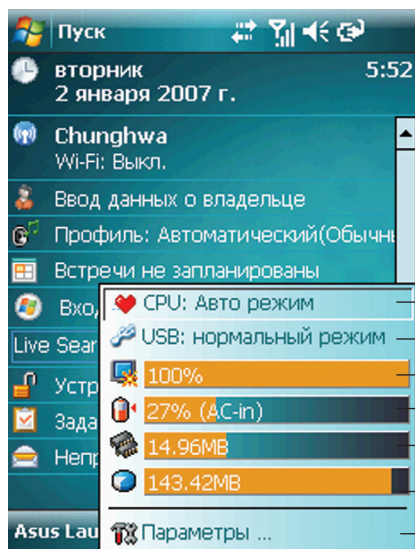 Пуск
вторник 5:52
2 января 2007 г.
Chunghwa
Wi-Fi: Выкл.
Ввод данных о владельце
Профиль: Автоматический(Обычн
Встречи не запланированы
Вхо
CPU: Авто режим
USB: нормальный режим
Live Sear
100%
Устр
27% (AC-in)
Зада
14.96MB
Непр
143.42MB
Asus Lau
Параметры ...